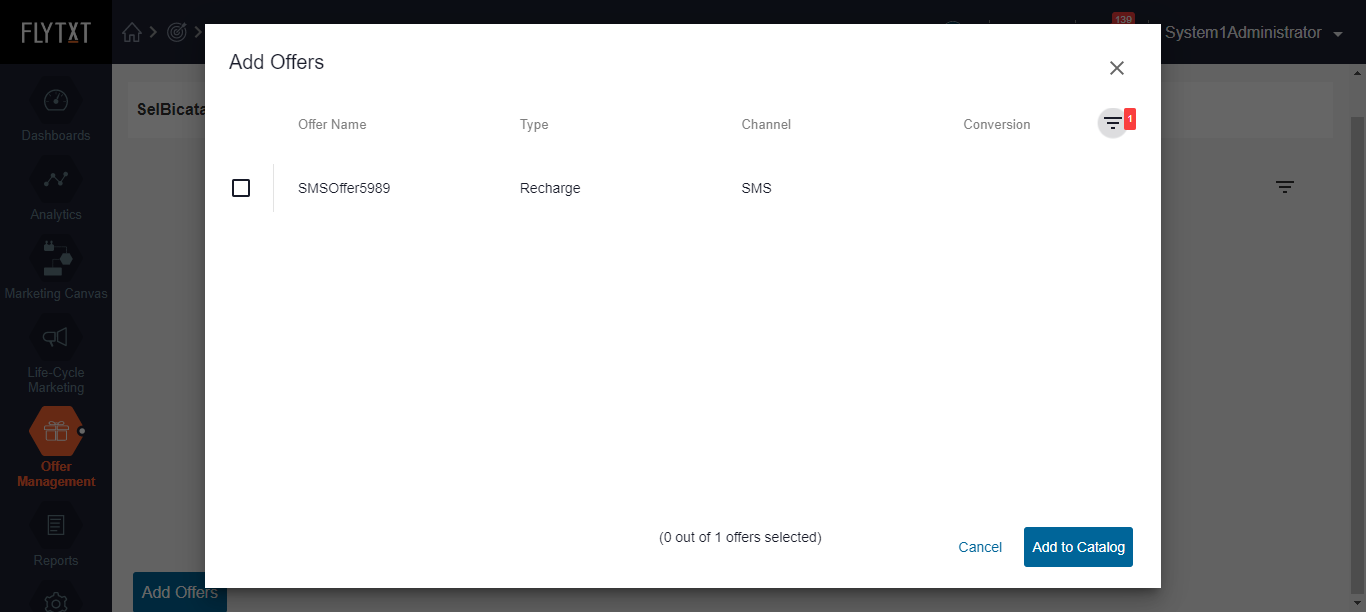 FLYTXT
139
System1Administrator
Add Offers
SelBicata
Dashboards
Offer Name
Type
Channel
Conversion
1
SMSOffer5989
Recharge
SMS
Analytics
Marketing Canvas
Life-Cycle
Marketing
Offer
Management
Reports
(0 out of 1 offers selected)
Cancel
Add to Catalog
Add Offers